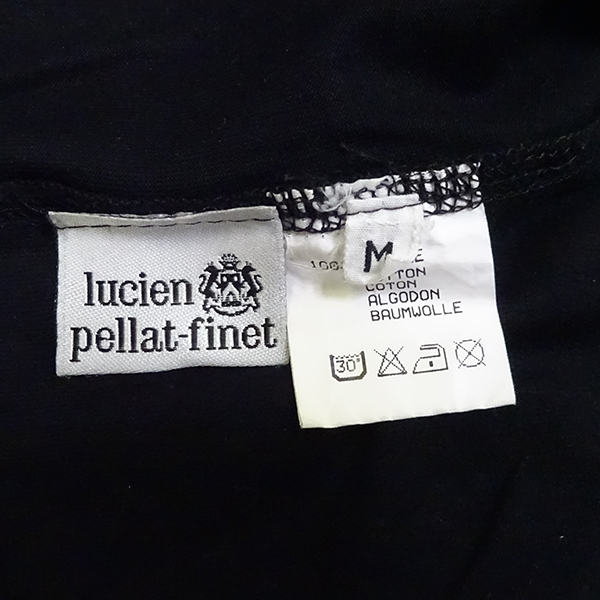 lucien
pellat-finet
M
COTTON
COTON
ALGODON
BAUMWOLLE
30°